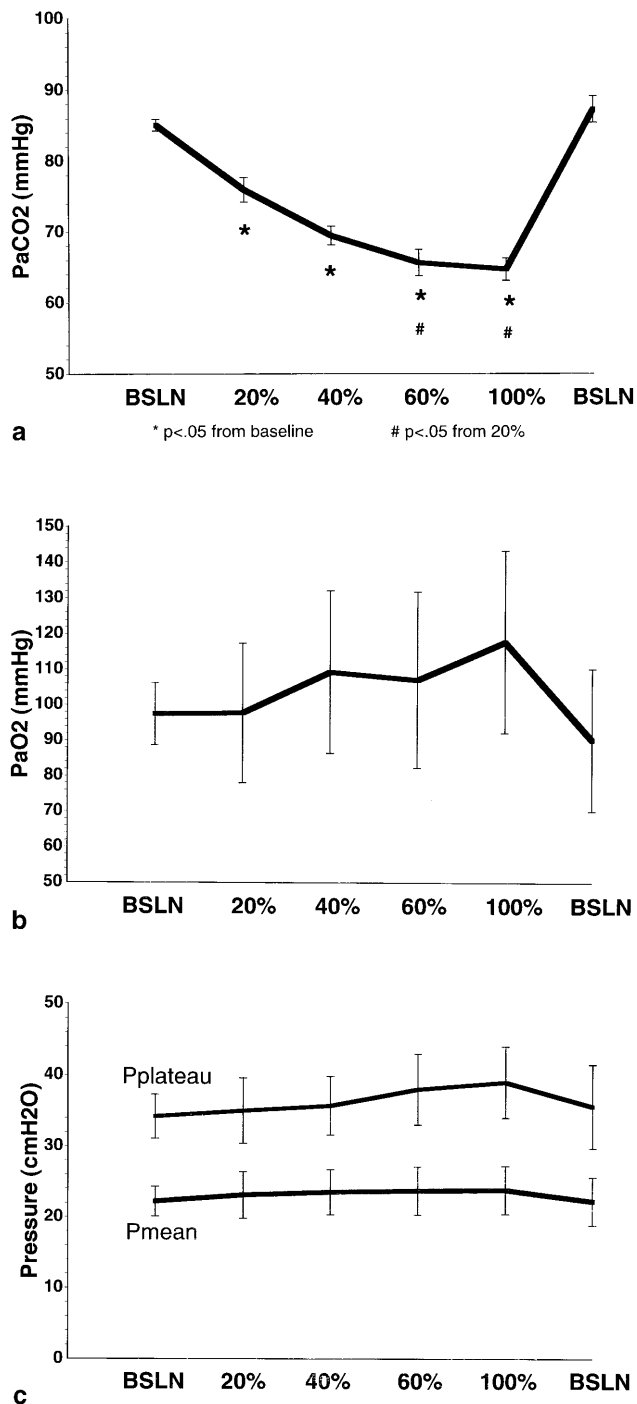 100
90
80
70
60
50
PaCO2 (mmHg)
*
*
*
#
*
#
BSLN 20% 40% 60% 100% BSLN
a
* p<.05 from baseline # p<.05 from 20%
150
140
130
120
110
100
90
80
70
60
50
PaO2 (mmHg)
BSLN 20% 40% 60% 100% BSLN
b
50
40
30
20
10
0
Pressure (cmH2O)
Pplateau
Pmean
BSLN 20% 40% 60% 100% BSLN
c